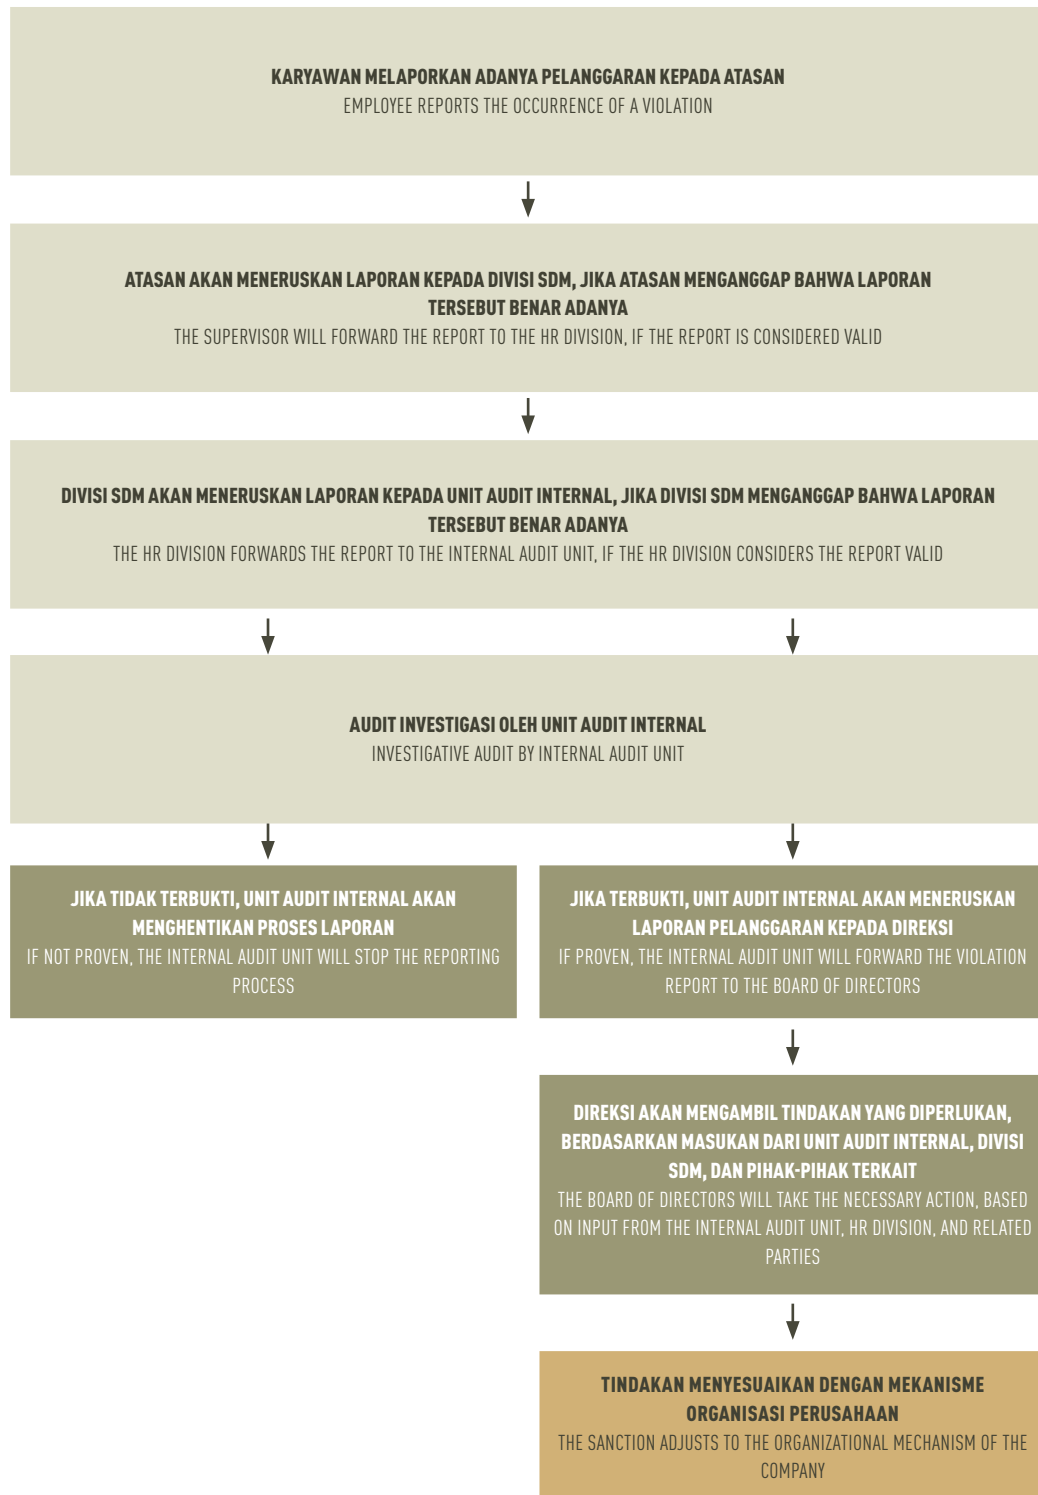 KARYAWAN MELAPORKAN ADANYA PELANGGARAN KEPADA ATASAN
EMPLOYEE REPORTS THE OCCURRENCE OF A VIOLATION
ATASAN AKAN MENERUSKAN LAPORAN KEPADA DIVISI SDM, JIKA ATASAN MENGANGGAP BAHWA LAPORAN
TERSEBUT BENAR ADANYA
THE SUPERVISOR WILL FORWARD THE REPORT TO THE HR DIVISION, IF THE REPORT IS CONSIDERED VALID
DIVISI SDM AKAN MENERUSKAN LAPORAN KEPADA UNIT AUDIT INTERNAL, JIKA DIVISI SDM MENGANGGAP BAHWA LAPORAN
TERSEBUT BENAR ADANYA
THE HR DIVISION FORWARDS THE REPORT TO THE INTERNAL AUDIT UNIT, IF THE HR DIVISION CONSIDERS THE REPORT VALID
AUDIT INVESTIGASI OLEH UNIT AUDIT INTERNAL
INVESTIGATIVE AUDIT BY INTERNAL AUDIT UNIT
JIKA TIDAK TERBUKTI, UNIT AUDIT INTERNAL AKAN
MENGHENTIKAN PROSES LAPORAN
IF NOT PROVEN, THE INTERNAL AUDIT UNIT WILL STOP THE REPORTING
PROCESS
JIKA TERBUKTI, UNIT AUDIT INTERNAL AKAN MENERUSKAN
LAPORAN PELANGGARAN KEPADA DIREKSI
IF PROVEN, THE INTERNAL AUDIT UNIT WILL FORWARD THE VIOLATION
REPORT TO THE BOARD OF DIRECTORS
DIREKSI AKAN MENGAMBIL TINDAKAN YANG DIPERLUKAN,
BERDASARKAN MASUKAN DARI UNIT AUDIT INTERNAL, DIVISI
SDM, DAN PIHAK-PIHAK TERKAIT
THE BOARD OF DIRECTORS WILL TAKE THE NECESSARY ACTION, BASED
ON INPUT FROM THE INTERNAL AUDIT UNIT, HR DIVISION, AND RELATED
PARTIES
TINDAKAN MENYESUAIKAN DENGAN MEKANISME
ORGANISASI PERUSAHAAN
THE SANCTION ADJUSTS TO THE ORGANIZATIONAL MECHANISM OF THE
COMPANY